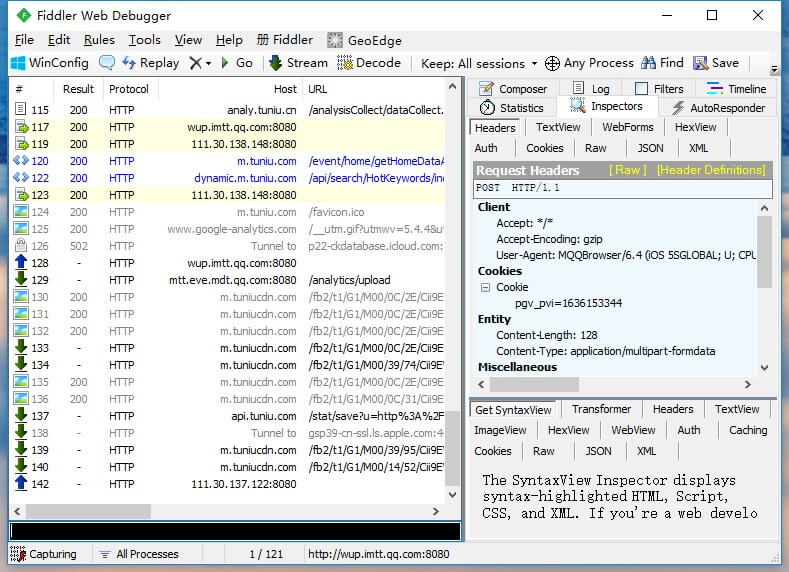 Fiddler Web Debugger
File Edit Rules Tools View Help Fiddler GeoEdge
WinConfig Replay Go Stream Decode Keep: All sessions Any Process Find Save
# Result Protocol Host URL
115 200 HTTP analy.tuniu.cn /analysisCollect/dataCollect.
117 200 HTTP wup.imtt.qq.com:8080
119 200 HTTP 111.30.138.148:8080
120 200 HTTP m.tuniu.com /event/home/getHomeDataA
122 200 HTTP dynamic.m.tuniu.com /api/search/HotKeywords/in
123 200 HTTP 111.30.138.148:8080
124 200 HTTP m.tuniu.com /favicon.ico
125 200 HTTP www.google-analytics.com /__utm.gif?utmwv=5.4.4&
126 502 HTTP Tunnel to p22-ckdatabase.icloud.com:
128 - HTTP wup.imtt.qq.com:8080
129 - HTTP mtt.eve.mdt.qq.com:8080 /analytics/upload
130 200 HTTP m.tuniucdn.com /fb2/t1/G1/M00/0C/2E/Cii9E
131 200 HTTP m.tuniucdn.com /fb2/t1/G1/M00/0C/2E/Cii9E
132 200 HTTP m.tuniucdn.com /fb2/t1/G1/M00/0C/2E/Cii9E
133 - HTTP m.tuniucdn.com /fb2/t1/G1/M00/0C/2E/Cii9E
134 - HTTP m.tuniucdn.com /fb2/t1/G1/M00/39/74/Cii9E
135 200 HTTP m.tuniucdn.com /fb2/t1/G1/M00/0C/2E/Cii9E
136 200 HTTP m.tuniucdn.com /fb2/t1/G1/M00/0C/31/Cii9E
137 - HTTP api.tuniu.com /stat/save?u=http%3A%2F
138 - HTTP Tunnel to gsp39-cn-ssl.ls.apple.com:4
139 - HTTP m.tuniucdn.com /fb2/t1/G1/M00/39/95/Cii9E
140 - HTTP m.tuniucdn.com /fb2/t1/G1/M00/14/52/Cii9E
142 - HTTP 111.30.137.122:8080
Composer Log Filters Timeline
Statistics Inspectors AutoResponder
Headers TextView WebForms HexView
Auth Cookies Raw JSON XML
Request Headers [ Raw ] [Header Definitions]
POST HTTP/1.1
Client
Accept: */*
Accept-Encoding: gzip
User-Agent: MQQBrowser/6.4 (iOS 5SGLOBAL; U; CPU
Cookies
Cookie
pgv_pvi=1636153344
Entity
Content-Length: 128
Content-Type: application/multipart-formdata
Miscellaneous
Get SyntaxView Transformer Headers TextView
ImageView HexView WebView Auth Caching
Cookies Raw JSON XML
The SyntaxView Inspector displays
syntax-highlighted HTML, Script,
CSS, and XML. If you're a web develo
Capturing All Processes 1 / 121 http://wup.imtt.qq.com:8080